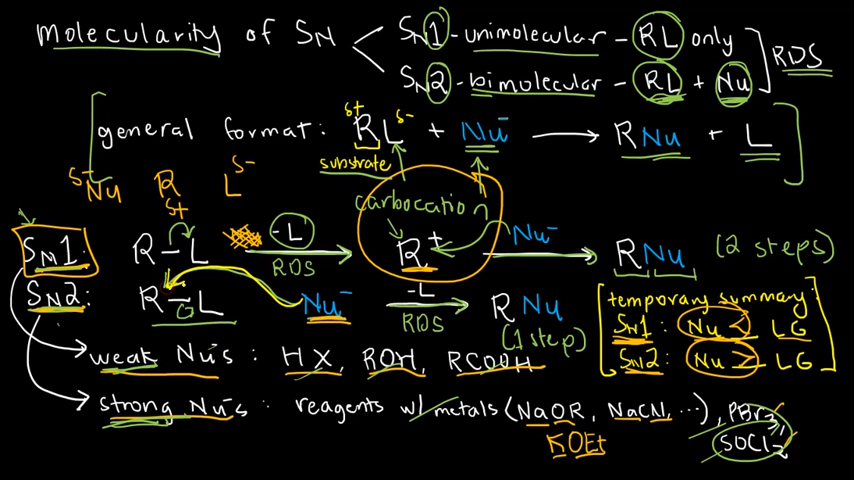 Molecularity of SN < SN1 - unimolecular - RL only
SN2 - bimolecular - RL + Nu ] RDS
general format: δ+ R L δ- + Nu⁻ → R Nu + L
substrate
δ- Nu R δ+ L δ-
carbocation
SN1: R-L -L RDS R+ Nu⁻ → RNu (2 steps)
SN2: R-L Nu⁻ -L RDS R Nu (1 step)
[temporary summary:
SN1: Nu < LG
SN2: Nu > LG
weak Nu⁻s : HX, ROH, RCOOH
strong Nu⁻s : reagents w/ metals (NaOR, NaCN, ...), PBr3,
KOEt SOCl2